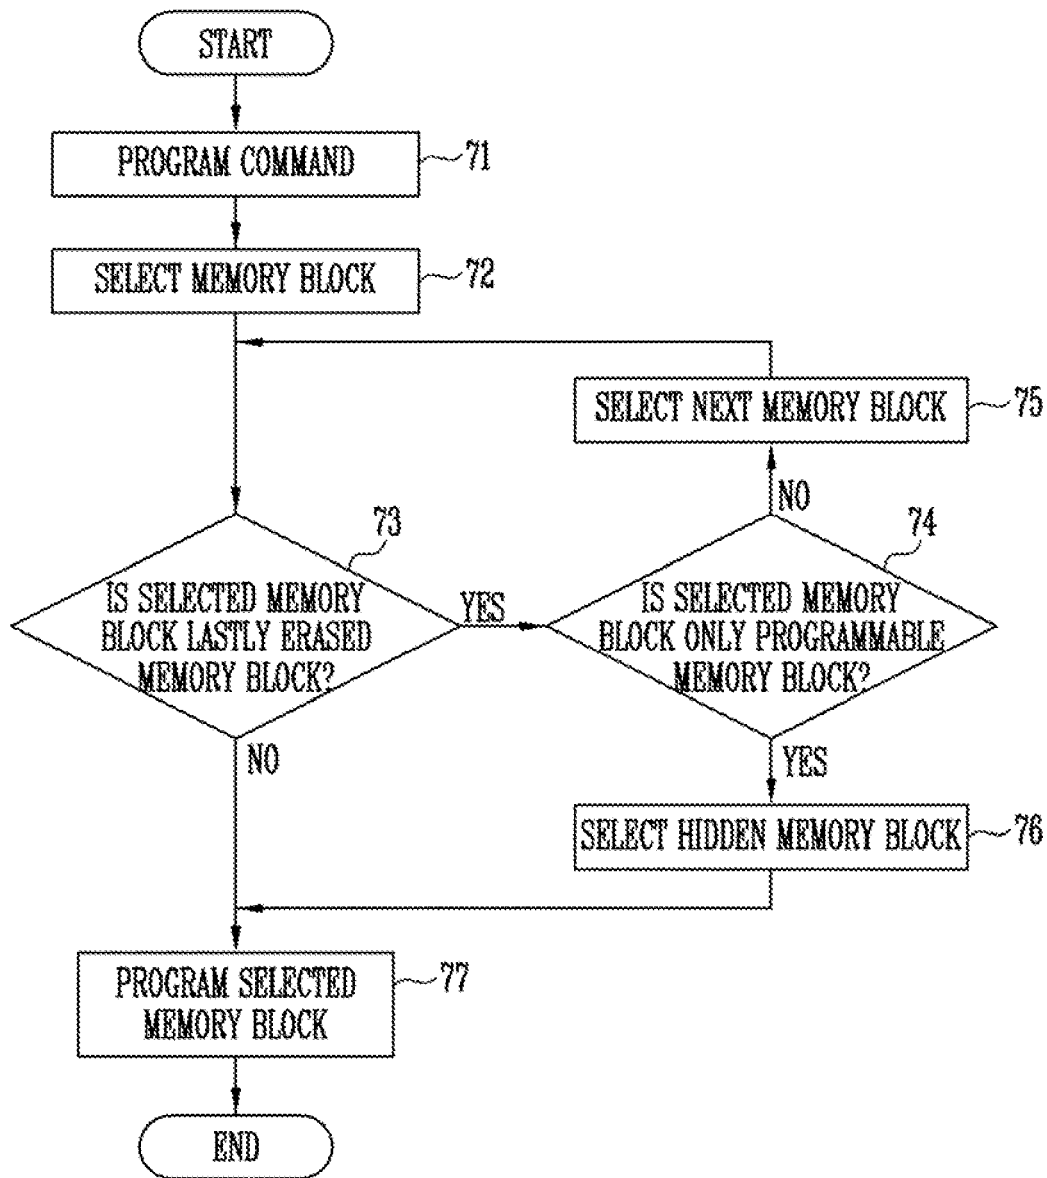 START
PROGRAM COMMAND
71
SELECT MEMORY BLOCK
72
SELECT NEXT MEMORY BLOCK
75
NO
73
IS SELECTED MEMORY
BLOCK LASTLY ERASED
MEMORY BLOCK?
YES
74
IS SELECTED MEMORY
BLOCK ONLY PROGRAMMABLE
MEMORY BLOCK?
NO
YES
SELECT HIDDEN MEMORY BLOCK
76
PROGRAM SELECTED
MEMORY BLOCK
77
END